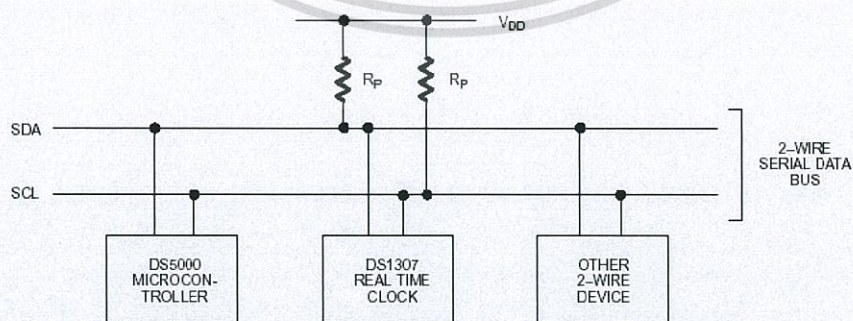 VDD
RP RP
SDA
2–WIRE
SERIAL DATA
BUS
SCL
DS5000
MICROCON-
TROLLER
DS1307
REAL TIME
CLOCK
OTHER
2–WIRE
DEVICE